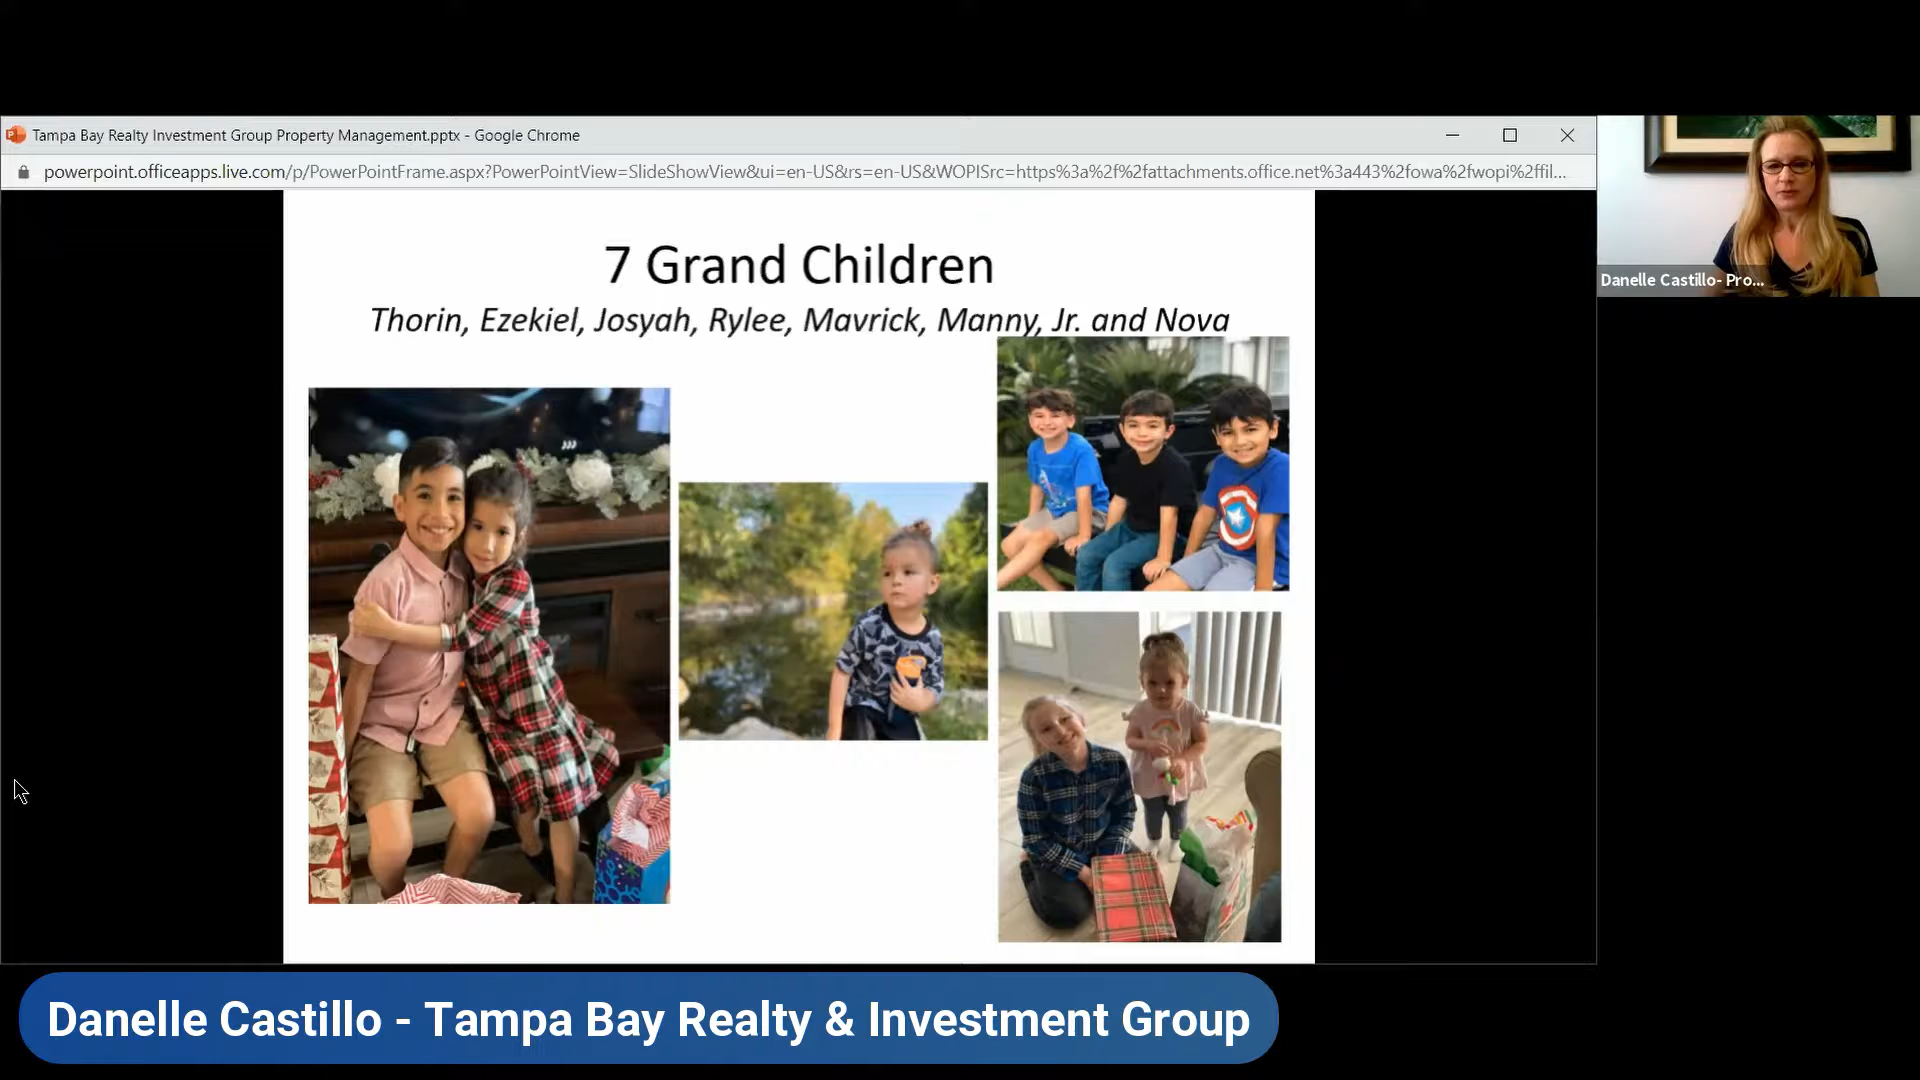 Tampa Bay Realty Investment Group Property Management.pptx - Google Chrome
powerpoint.officeapps.live.com/p/PowerPointFrame.aspx?PowerPointView=SlideShowView&ui=en-US&rs=en-US&WOPISrc=https%3a%2f%2fattachments.office.net%3a443%2fowa%2fwopi%2ffil...
7 Grand Children
Thorin, Ezekiel, Josyah, Rylee, Mavrick, Manny, Jr. and Nova
Danelle Castillo- Pro...
Danelle Castillo - Tampa Bay Realty & Investment Group